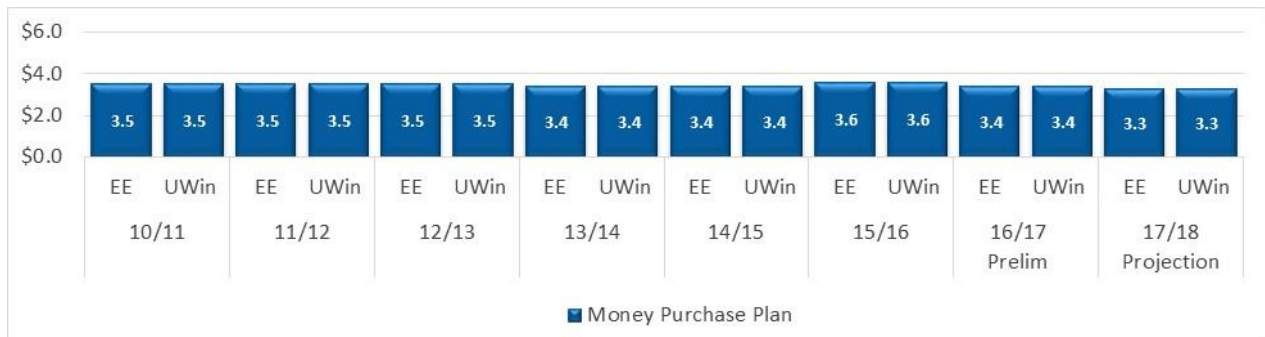 $6.0
$4.0
$2.0
$0.0
3.5 3.5 3.5 3.5 3.5 3.5 3.4 3.4 3.4 3.4 3.6 3.6 3.4 3.4 3.3 3.3
EE UWin EE UWin EE UWin EE UWin EE UWin EE UWin EE UWin EE UWin
10/11 11/12 12/13 13/14 14/15 15/16 16/17 17/18
Prelim Projection
Money Purchase Plan